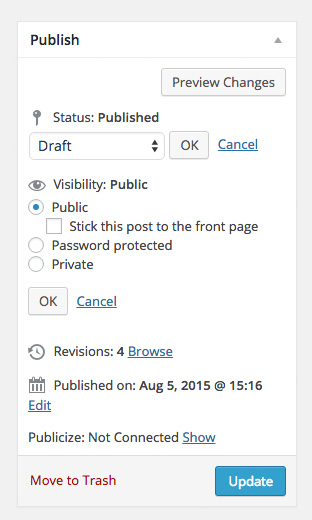 Publish
Preview Changes
Status: Published
Draft OK Cancel
Visibility: Public
Public
Stick this post to the front page
Password protected
Private
OK Cancel
Revisions: 4 Browse
Published on: Aug 5, 2015 @ 15:16
Edit
Publicize: Not Connected Show
Move to Trash Update